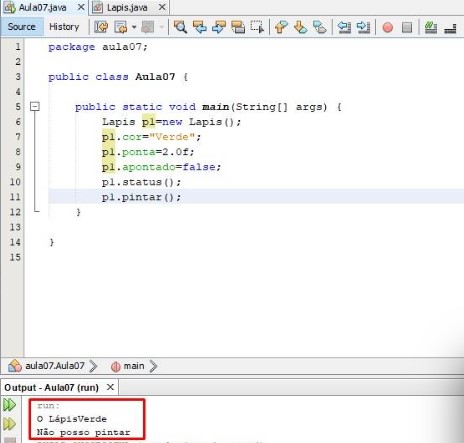 Aula07.java Lapis.java
Source History
1 package aula07;
2
3 public class Aula07 {
4
5 public static void main(String[] args) {
6 Lapis p1=new Lapis();
7 p1.cor="Verde";
8 p1.ponta=2.0f;
9 p1.apontado=false;
10 p1.status();
11 p1.pintar();
12 }
13
14 }
15
aula07.Aula07 main
Output - Aula07 (run)
run:
O LápisVerde
Não posso pintar